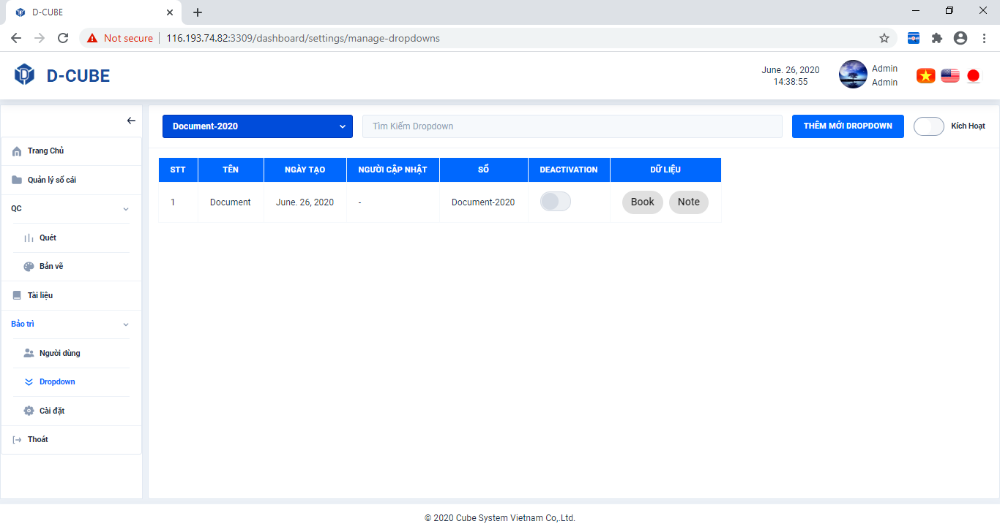 D-CUBE
Not secure
116.193.74.82:3309/dashboard/settings/manage-dropdowns
D-CUBE
June. 26, 2020
14:38:55
Admin
Admin
Document-2020
Tìm Kiếm Dropdown
THÊM MỚI DROPDOWN
Kích Hoạt
Trang Chủ
Quản lý sổ cái
QC
Quét
Bản vẽ
Tài liệu
Bảo trì
Người dùng
Dropdown
Cài đặt
Thoát
STT TÊN NGÀY TẠO NGƯỜI CẬP NHẬT SỔ DEACTIVATION DỮ LIỆU
1 Document June. 26, 2020 - Document-2020 Book Note
© 2020 Cube System Vietnam Co,.Ltd.